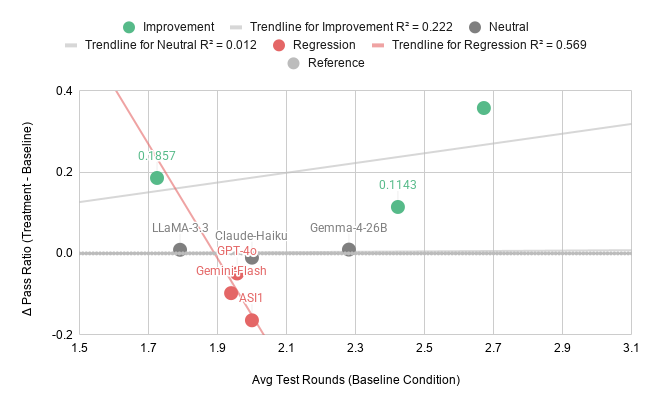 Improvement Trendline for Improvement R² = 0.222 Neutral
Trendline for Neutral R² = 0.012 Regression Trendline for Regression R² = 0.569
Reference
0.4
0.2
0.0
-0.2
Δ Pass Ratio (Treatment - Baseline)
0.1857
0.1143
LLaMA-3.3
Claude-Haiku
Gemma-4-26B
GPT-4o
Gemini-Flash
ASI1
1.5 1.7 1.9 2.1 2.3 2.5 2.7 2.9 3.1
Avg Test Rounds (Baseline Condition)